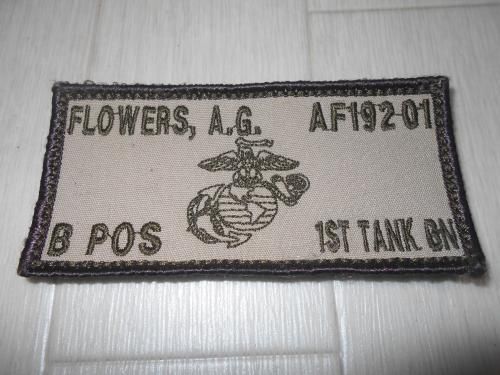 FLOWERS, A.G. AF192-01
B POS 1ST TANK BN